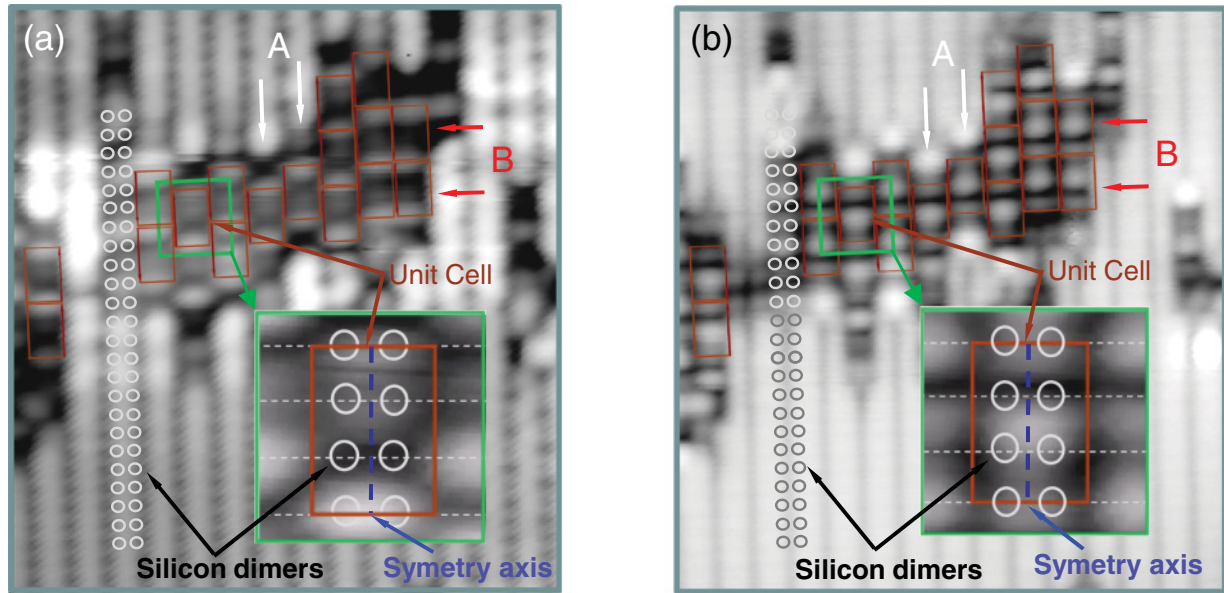 (a)
A
B
Unit Cell
Silicon dimers
Symetry axis
(b)
A
B
Unit Cell
Silicon dimers
Symetry axis